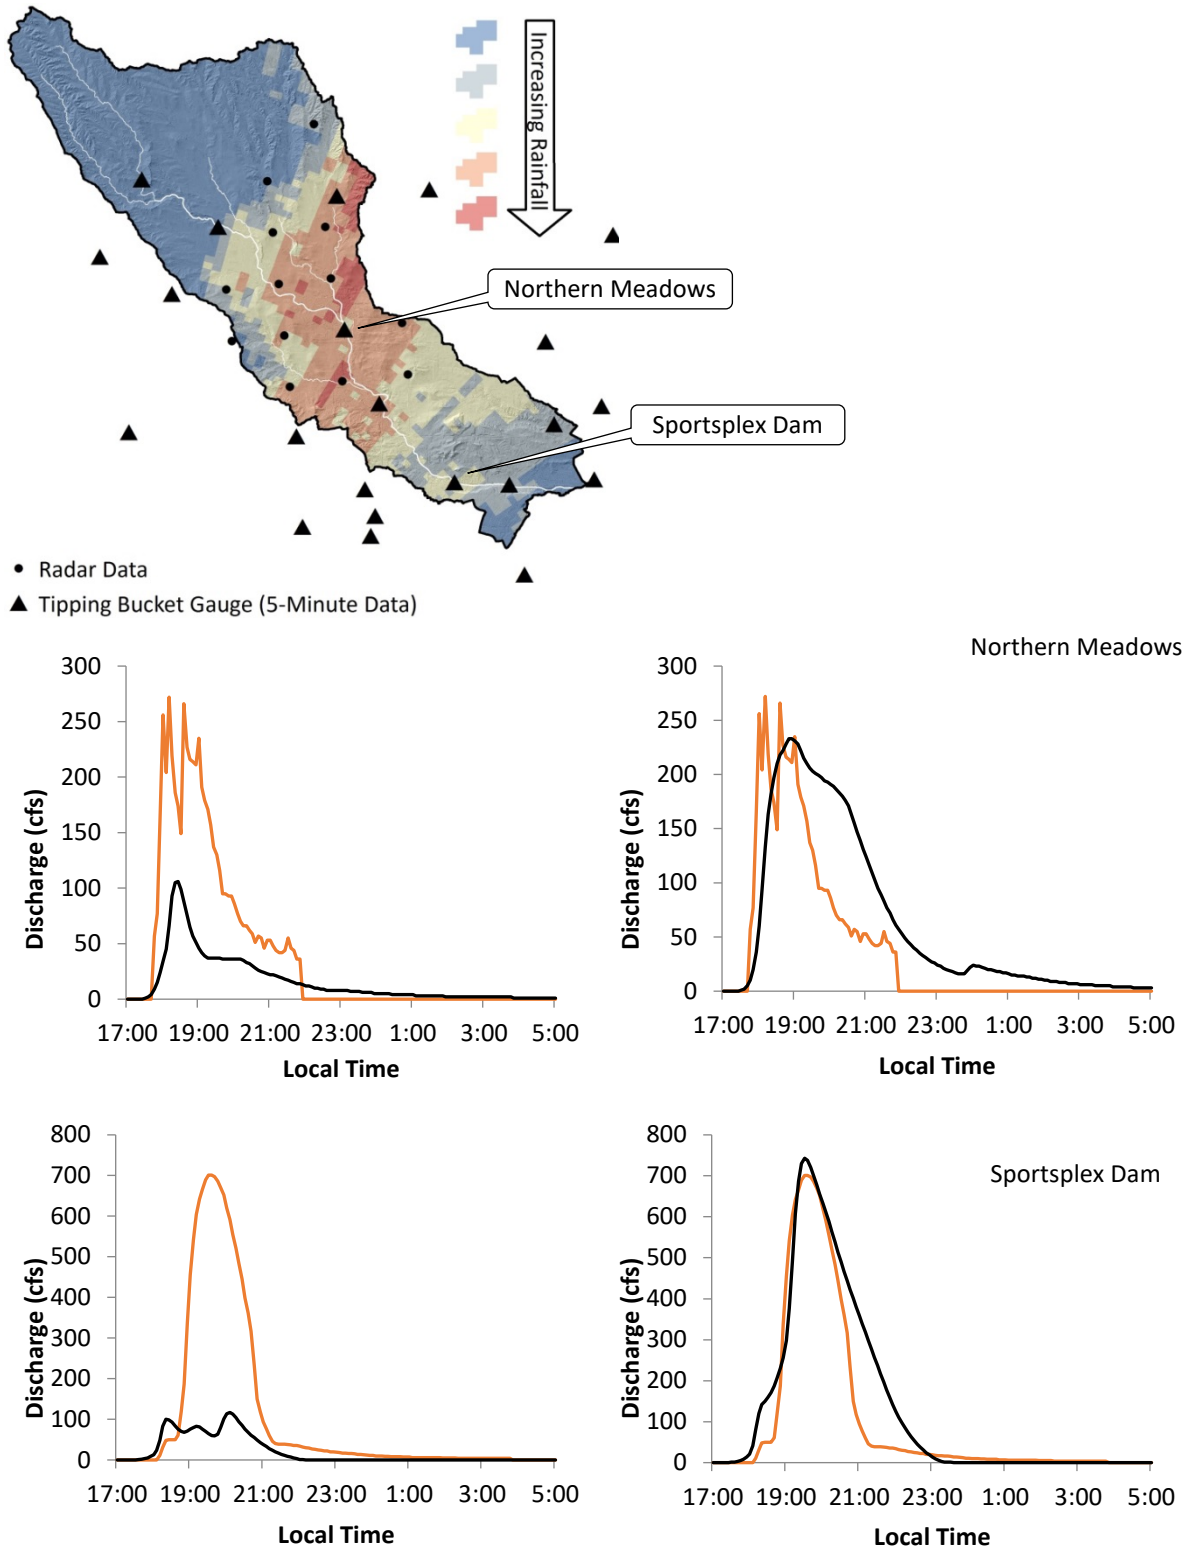 Increasing Rainfall
Northern Meadows
Sportsplex Dam
Radar Data
Tipping Bucket Gauge (5-Minute Data)
Northern Meadows
300
250
200
150
100
50
0
Discharge (cfs)
17:00 19:00 21:00 23:00 1:00 3:00 5:00
Local Time
300
250
200
150
100
50
0
Discharge (cfs)
17:00 19:00 21:00 23:00 1:00 3:00 5:00
Local Time
800
700
600
500
400
300
200
100
0
Discharge (cfs)
17:00 19:00 21:00 23:00 1:00 3:00 5:00
Local Time
Sportsplex Dam
800
700
600
500
400
300
200
100
0
Discharge (cfs)
17:00 19:00 21:00 23:00 1:00 3:00 5:00
Local Time